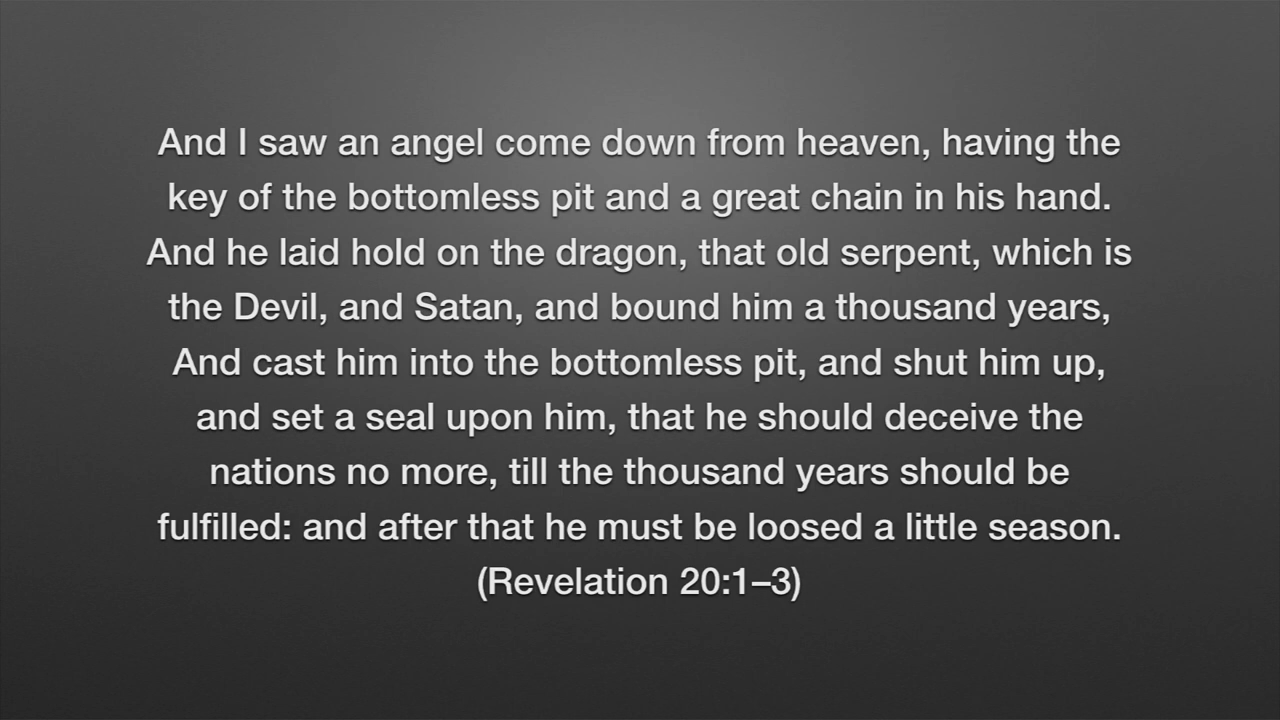 And I saw an angel come down from heaven, having the
key of the bottomless pit and a great chain in his hand.
And he laid hold on the dragon, that old serpent, which is
the Devil, and Satan, and bound him a thousand years,
And cast him into the bottomless pit, and shut him up,
and set a seal upon him, that he should deceive the
nations no more, till the thousand years should be
fulfilled: and after that he must be loosed a little season.
(Revelation 20:1–3)